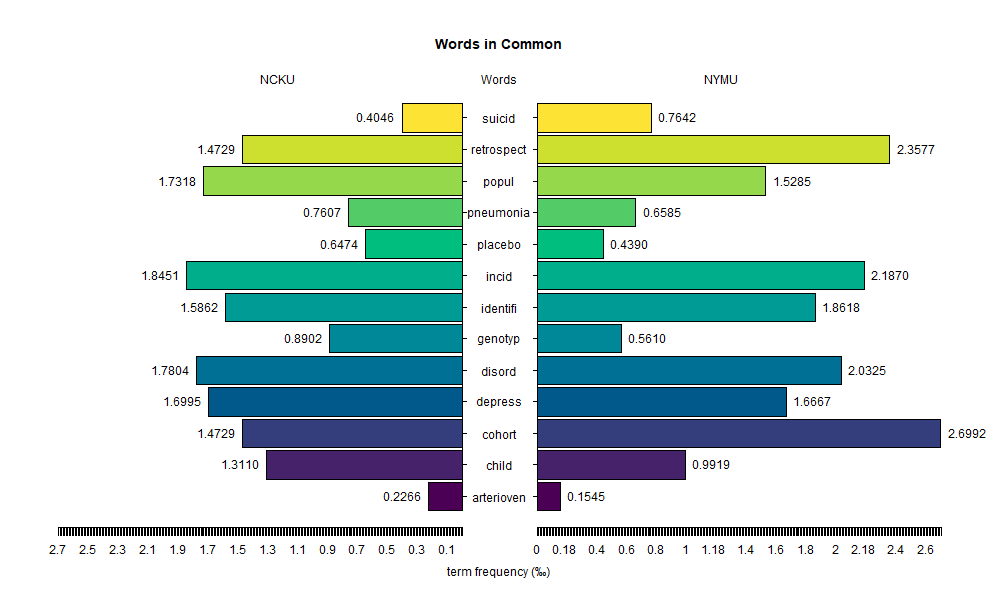 Words in Common
NCKU Words NYMU
0.4046 suicid 0.7642
1.4729 retrospect 2.3577
1.7318 popul 1.5285
0.7607 pneumonia 0.6585
0.6474 placebo 0.4390
1.8451 incid 2.1870
1.5862 identifi 1.8618
0.8902 genotyp 0.5610
1.7804 disord 2.0325
1.6995 depress 1.6667
1.4729 cohort 2.6992
1.3110 child 0.9919
0.2266 arterioven 0.1545
2.7 2.5 2.3 2.1 1.9 1.7 1.5 1.3 1.1 0.9 0.7 0.5 0.3 0.1 0 0.18 0.4 0.6 0.8 1 1.18 1.4 1.6 1.8 2 2.18 2.4 2.6
term frequency (‰)